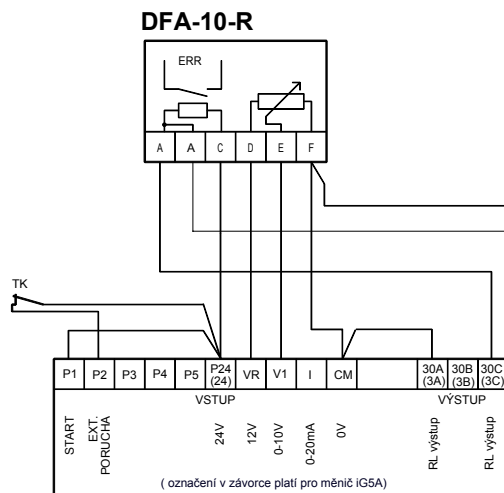 DFA-10-R
ERR
A A C D E F
TK
P1 P2 P3 P4 P5 P24 (24) VR V1 I CM 30A (3A) 30B (3B) 30C (3C)
VSTUP VÝSTUP
START
EXT. PORUCHA
24V
12V
0-10V
0-20mA
0V
RL výstup
RL výstup
( označení v závorce platí pro měnič iG5A)